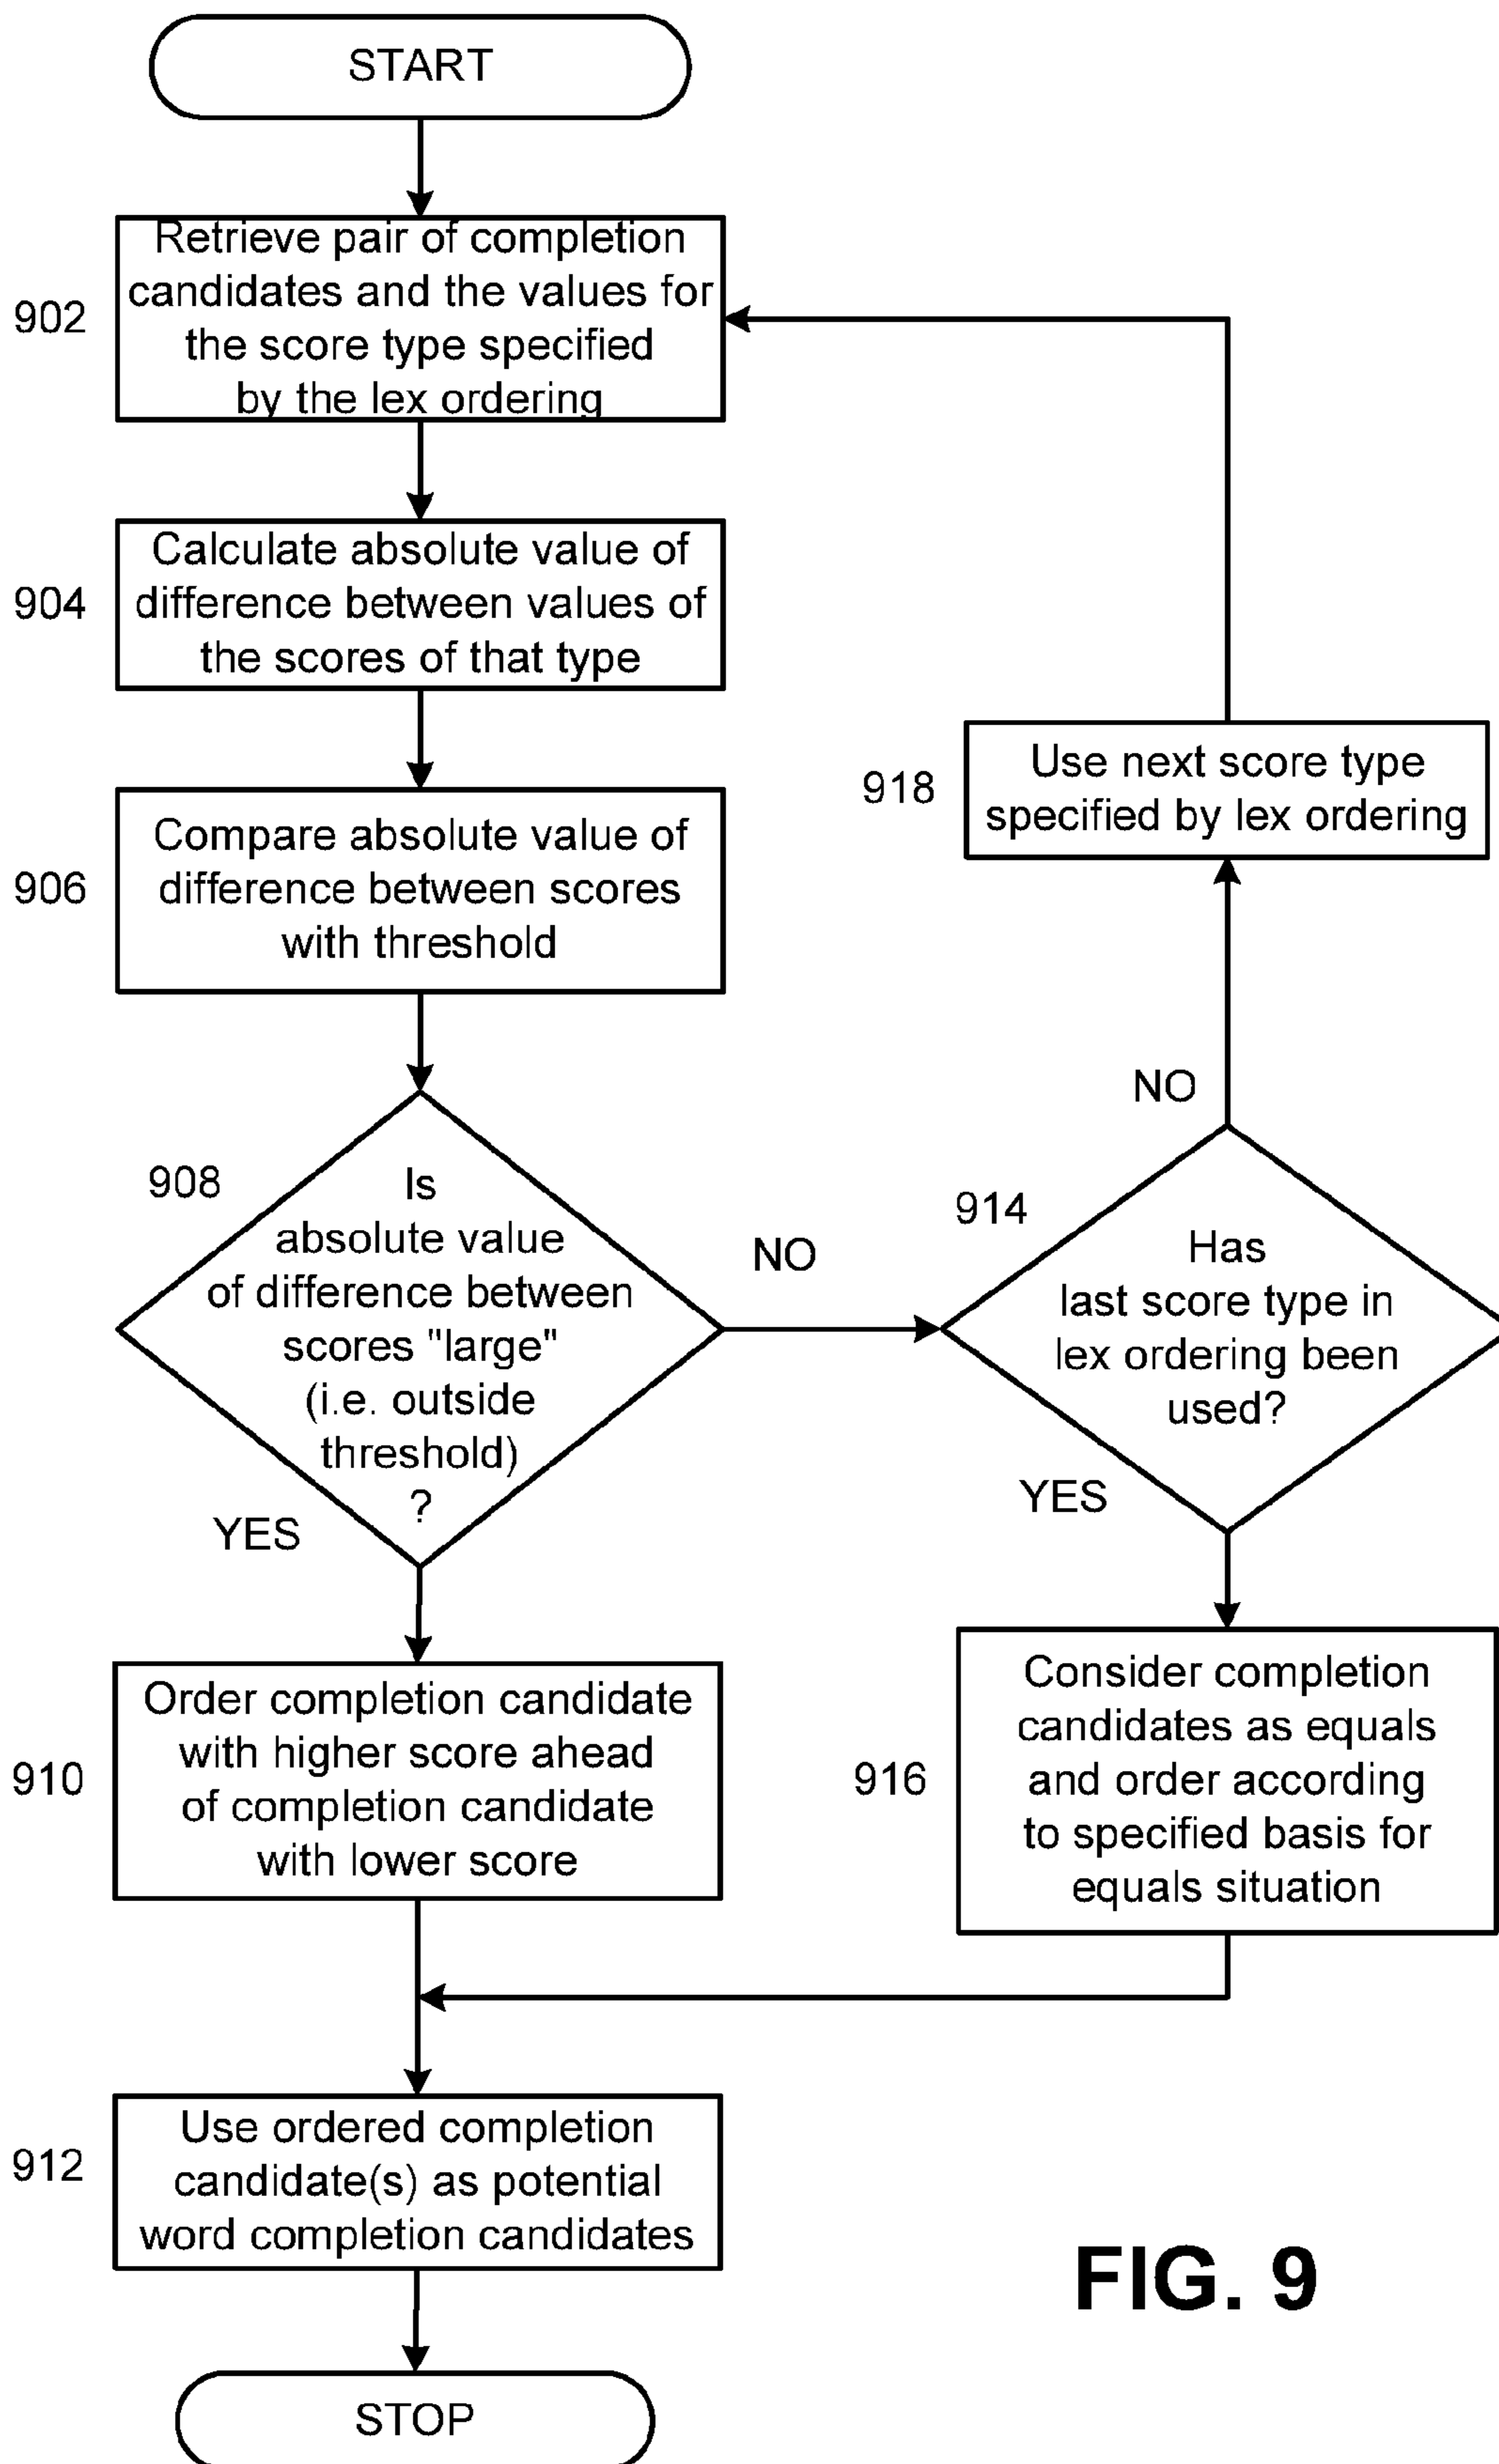 START
902
Retrieve pair of completion
candidates and the values for
the score type specified
by the lex ordering
904
Calculate absolute value of
difference between values of
the scores of that type
906
Compare absolute value of
difference between scores
with threshold
908
Is
absolute value
of difference between
scores "large"
(i.e. outside
threshold)
?
NO
YES
910
Order completion candidate
with higher score ahead
of completion candidate
with lower score
912
Use ordered completion
candidate(s) as potential
word completion candidates
STOP
918
Use next score type
specified by lex ordering
NO
914
Has
last score type in
lex ordering been
used?
YES
916
Consider completion
candidates as equals
and order according
to specified basis for
equals situation
FIG. 9